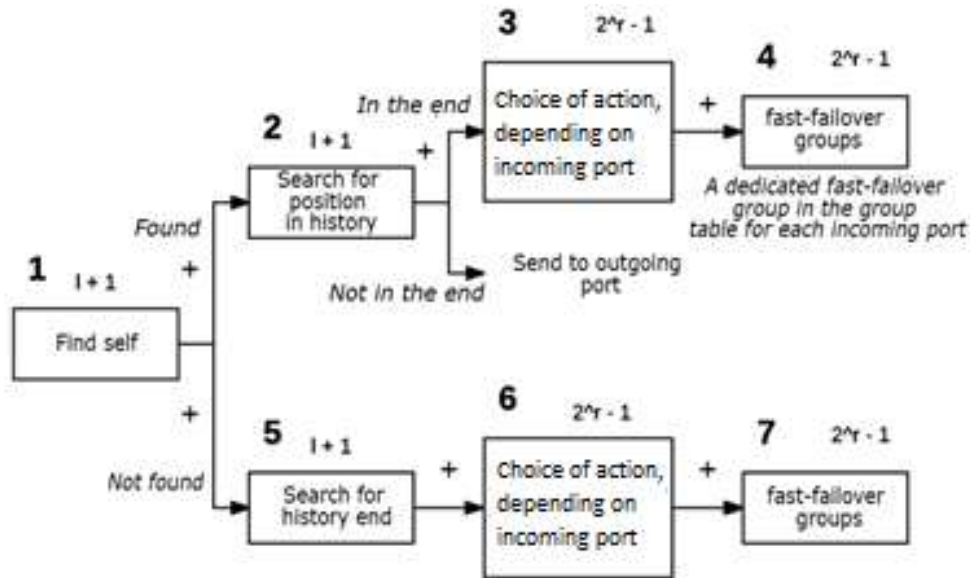 1
l + 1
Find self
Found
+
+
Not found
2
l + 1
Search for
position
in history
+
In the end
Not in the end
3
2^r - 1
Choice of action,
depending on
incoming port
+
4
2^r - 1
fast-failover
groups
A dedicated fast-failover
group in the group
table for each incoming port
Send to outgoing
port
5
l + 1
Search for
history end
+
6
2^r - 1
Choice of action,
depending on
incoming port
+
7
2^r - 1
fast-failover
groups